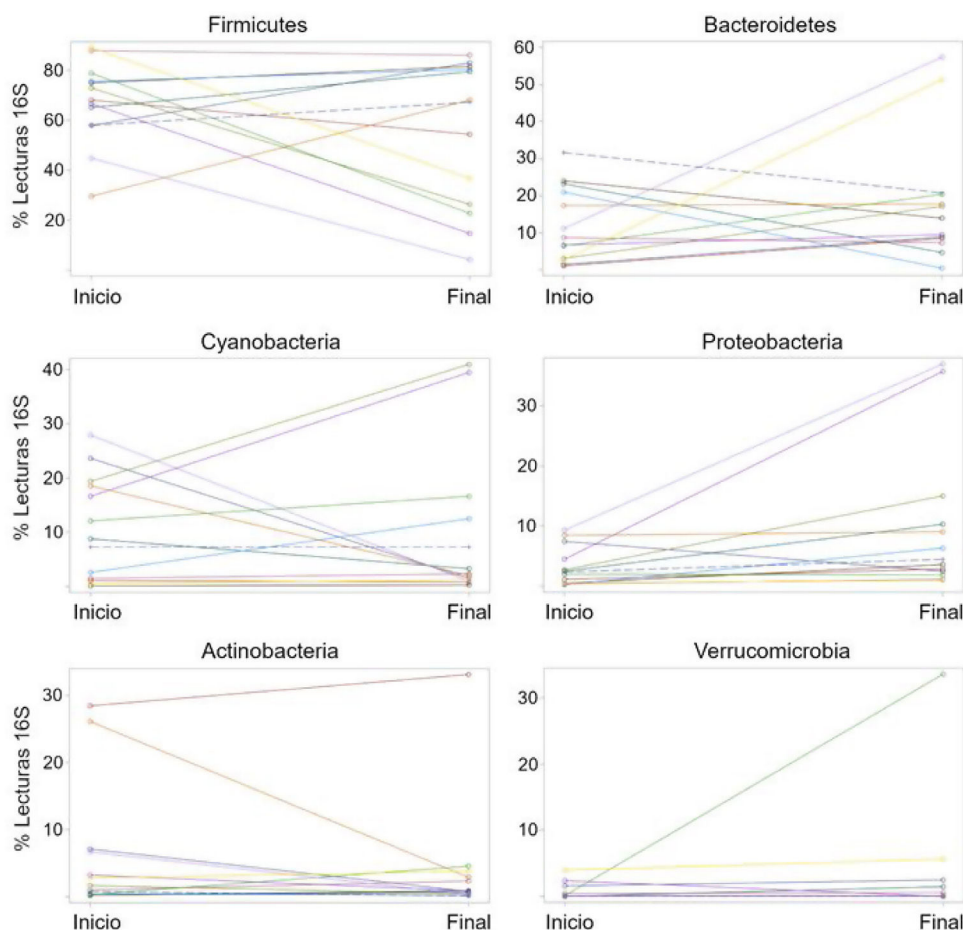 Firmicutes
Bacteroidetes
% Lecturas 16S
80
60
40
20
60
50
40
30
20
10
Inicio
Final
Inicio
Final
Cyanobacteria
Proteobacteria
% Lecturas 16S
40
30
20
10
30
20
10
Inicio
Final
Inicio
Final
Actinobacteria
Verrucomicrobia
% Lecturas 16S
30
20
10
30
20
10
Inicio
Final
Inicio
Final